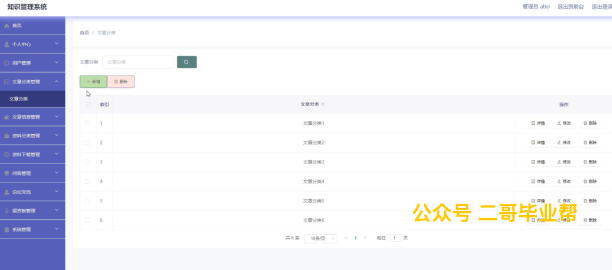 知识管理系统
管理员 abo 退出到前台 退出登录
首页
个人中心
用户管理
文章分类管理
文章分类
文章信息管理
资料分类管理
资料下载管理
问答管理
论坛交流
系统管理
首页 / 文章分类
文章分类 文章分类
+ 新增 删除
索引 文章分类 操作
1 文章分类1 详情 修改 删除
2 文章分类2 详情 修改 删除
3 文章分类3 详情 修改 删除
4 文章分类4 详情 修改 删除
5 文章分类5 详情 修改 删除
6 文章分类6 详情 修改 删除
共 6 条 10条/页 < 1 > 前往 1 页
公众号 二哥毕业帮